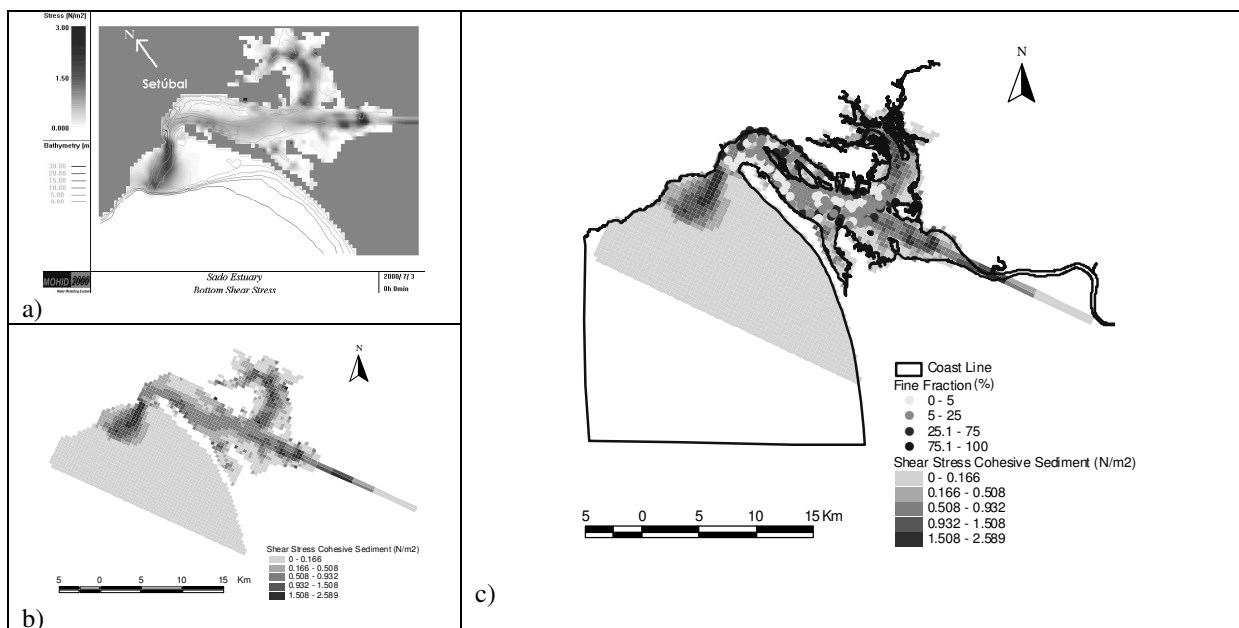 Stress (N/m2)
3.00
1.50
0.000
Bathymetry (m
30.00
20.00
15.00
10.00
5.00
0.00
N
Setúbal
MOHID 2000
Sado Estuary
Bottom Shear Stress
2000/7/3
0h 0min
a)
N
Shear Stress Cohesive Sediment (N/m2)
0 - 0.166
0.166 - 0.508
0.508 - 0.932
0.932 - 1.508
1.508 - 2.589
5 0 5 10 15 Km
b)
N
Coast Line
Fine Fraction (%)
0 - 5
5 - 25
25.1 - 75
75.1 - 100
Shear Stress Cohesive Sediment (N/m2)
0 - 0.166
0.166 - 0.508
0.508 - 0.932
0.932 - 1.508
1.508 - 2.589
5 0 5 10 15 Km
c)